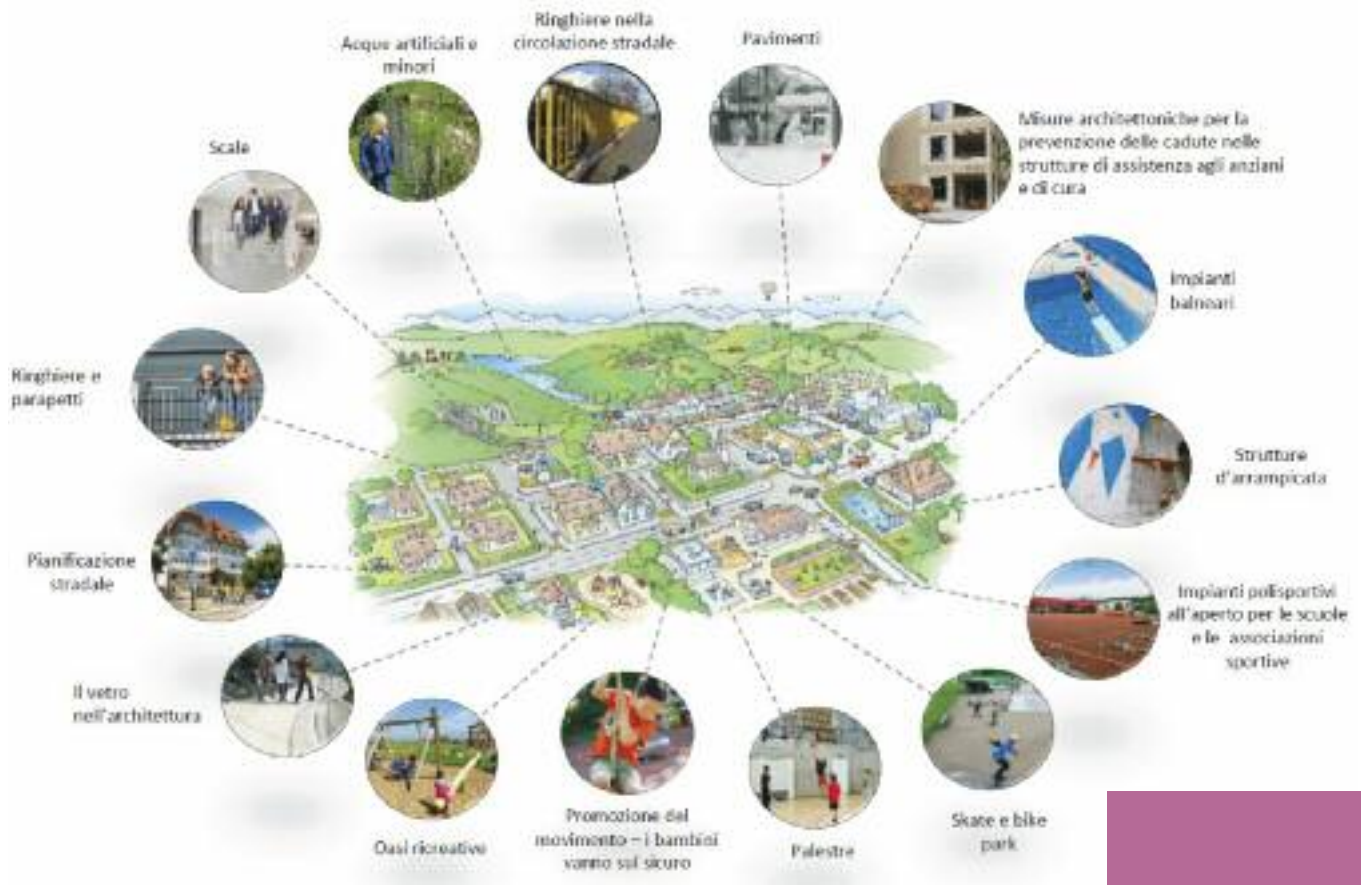 Acque artificiali e
minori
Ringhiere nella
circolazione stradale
Pavimenti
Misure architettoniche per la
prevenzione delle cadute nelle
strutture di assistenza agli anziani
e di cura
Scale
Impianti
balneari
Ringhiere e
parapetti
Strutture
d'arrampicata
Pianificazione
stradale
Impianti polisportivi
all'aperto per le scuole
e le associazioni
sportive
Il vetro
nell'architettura
Oasi ricreative
Promozione del
movimento – i bambini
vanno sul sicuro
Palestre
Skate e bike
park